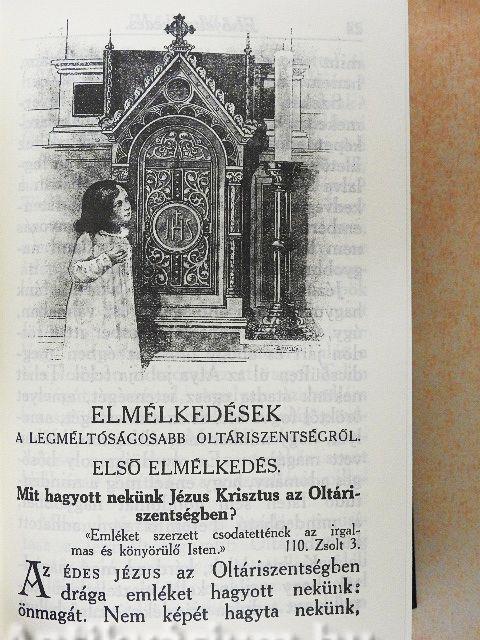 IHS
ELMÉLKEDÉSEK
A LEGMÉLTÓSÁGOSABB OLTÁRISZENTSÉGRŐL.
ELSŐ ELMÉLKEDÉS.
Mit hagyott nekünk Jézus Krisztus az Oltári-
szentségben?
«Emléket szerzett csodatetteinek az irgal-
mas és könyörülő Isten.» 110. Zsolt 3.
AZ ÉDES JÉZUS az Oltáriszentségben
drága emléket hagyott nekünk:
önmagát. Nem képét hagyta nekünk,